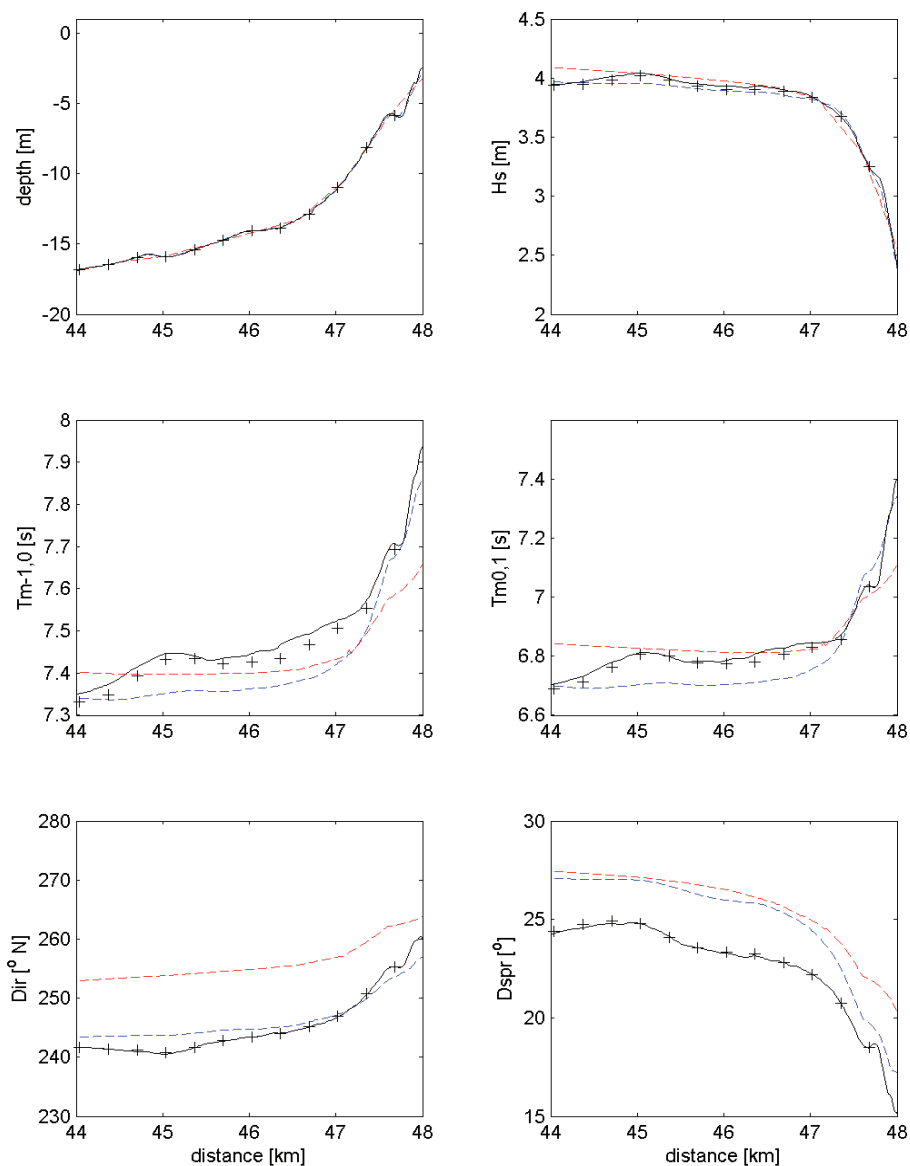 0
-5
-10
-15
-20
depth [m]
44 45 46 47 48
4.5
4
3.5
3
2.5
2
Hs [m]
44 45 46 47 48
8
7.9
7.8
7.7
7.6
7.5
7.4
7.3
Tm-1,0 [s]
44 45 46 47 48
7.4
7.2
7
6.8
6.6
Tm0,1 [s]
44 45 46 47 48
280
270
260
250
240
230
Dir [° N]
44 45 46 47 48
distance [km]
30
25
20
15
Dspr [°]
44 45 46 47 48
distance [km]